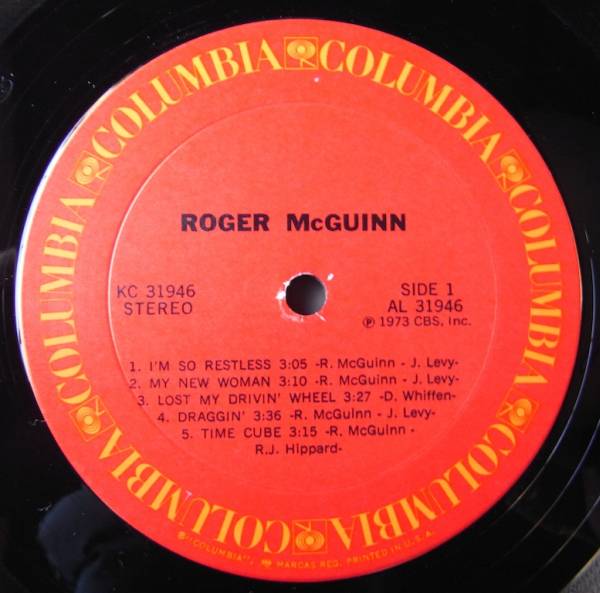 COLUMBIA COLUMBIA COLUMBIA COLUMBIA COLUMBIA COLUMBIA COLUMBIA
ROGER McGUINN
KC 31946
STEREO
SIDE 1
AL 31946
Ⓟ 1973 CBS, Inc.
1. I'M SO RESTLESS 3:05 -R. McGuinn - J. Levy-
2. MY NEW WOMAN 3:10 -R. McGuinn - J. Levy-
3. LOST MY DRIVIN' WHEEL 3:27 -D. Whiffen-
4. DRAGGIN' 3:36 -R. McGuinn - J. Levy-
5. TIME CUBE 3:15 -R. McGuinn -
R.J. Hippard-
® "COLUMBIA", MARCAS REG. PRINTED IN U.S.A.